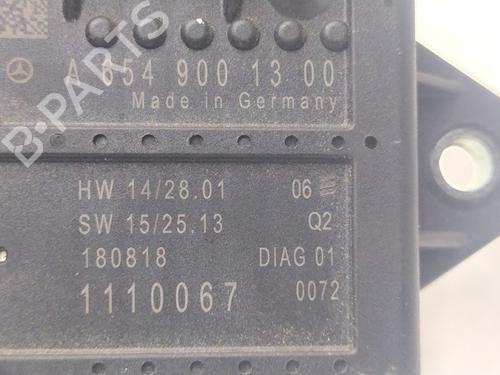 A 654 900 13 00
Made in Germany
HW 14/28.01 06
SW 15/25.13 Q2
180818 DIAG 01
1110067 0072
B-PARTS